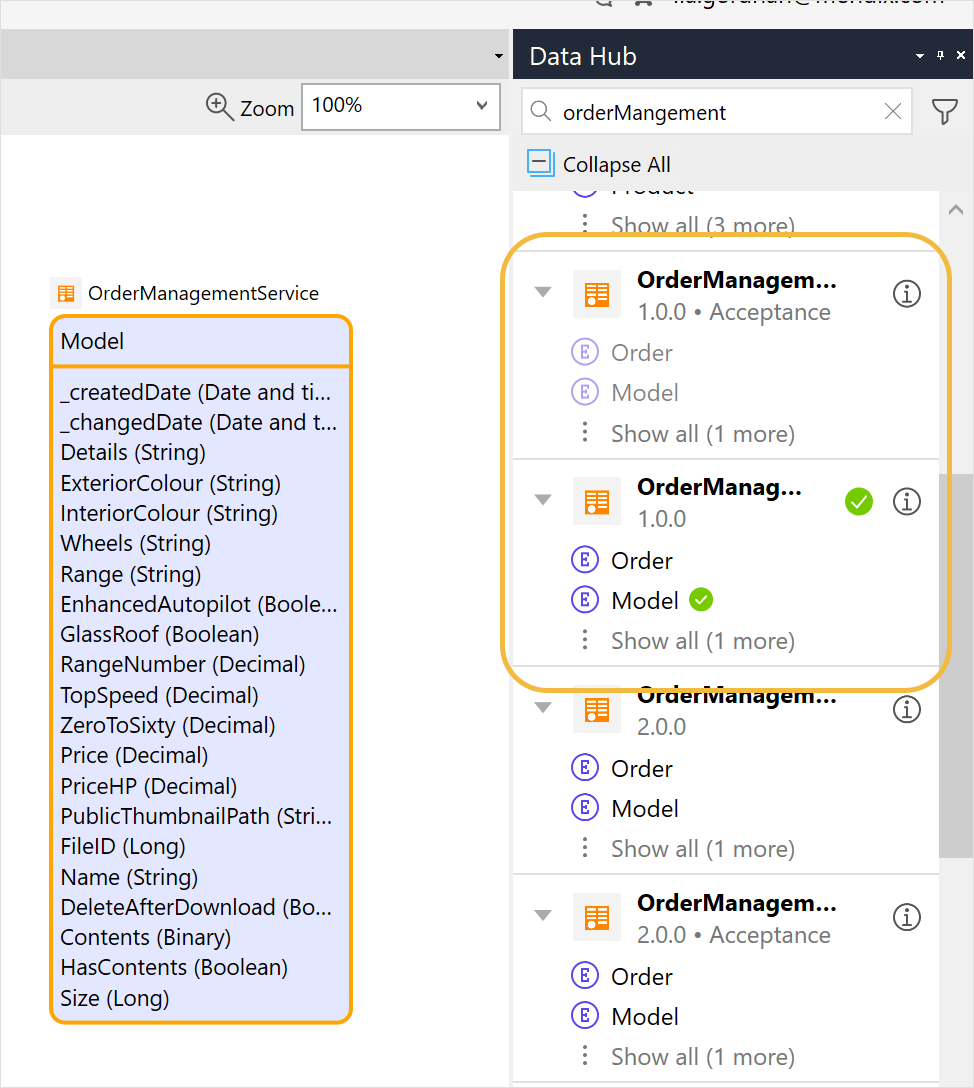 Data Hub
Zoom
100%
orderMangement
Collapse All
Product
Show all (3 more)
OrderManagem...
1.0.0 • Acceptance
E Order
E Model
Show all (1 more)
OrderManag...
1.0.0
E Order
E Model
Show all (1 more)
OrderManagem...
2.0.0
E Order
E Model
Show all (1 more)
OrderManagem...
2.0.0 • Acceptance
E Order
E Model
Show all (1 more)
OrderManagementService
Model
_createdDate (Date and ti...
_changedDate (Date and t...
Details (String)
ExteriorColour (String)
InteriorColour (String)
Wheels (String)
Range (String)
EnhancedAutopilot (Boole...
GlassRoof (Boolean)
RangeNumber (Decimal)
TopSpeed (Decimal)
ZeroToSixty (Decimal)
Price (Decimal)
PriceHP (Decimal)
PublicThumbnailPath (Stri...
FileID (Long)
Name (String)
DeleteAfterDownload (Bo...
Contents (Binary)
HasContents (Boolean)
Size (Long)